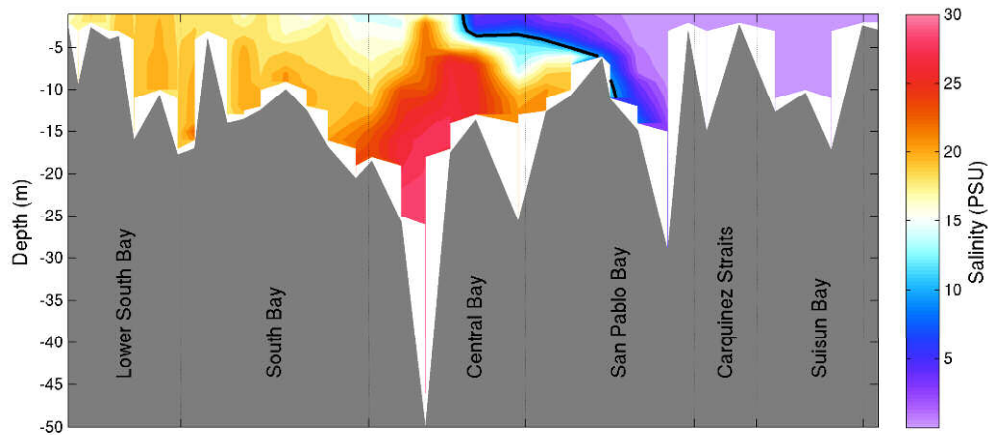 -5
-10
-15
-20
-25
-30
-35
-40
-45
-50
Depth (m)
Lower South Bay
South Bay
Central Bay
San Pablo Bay
Carquinez Straits
Suisun Bay
30
25
20
15
10
5
Salinity (PSU)